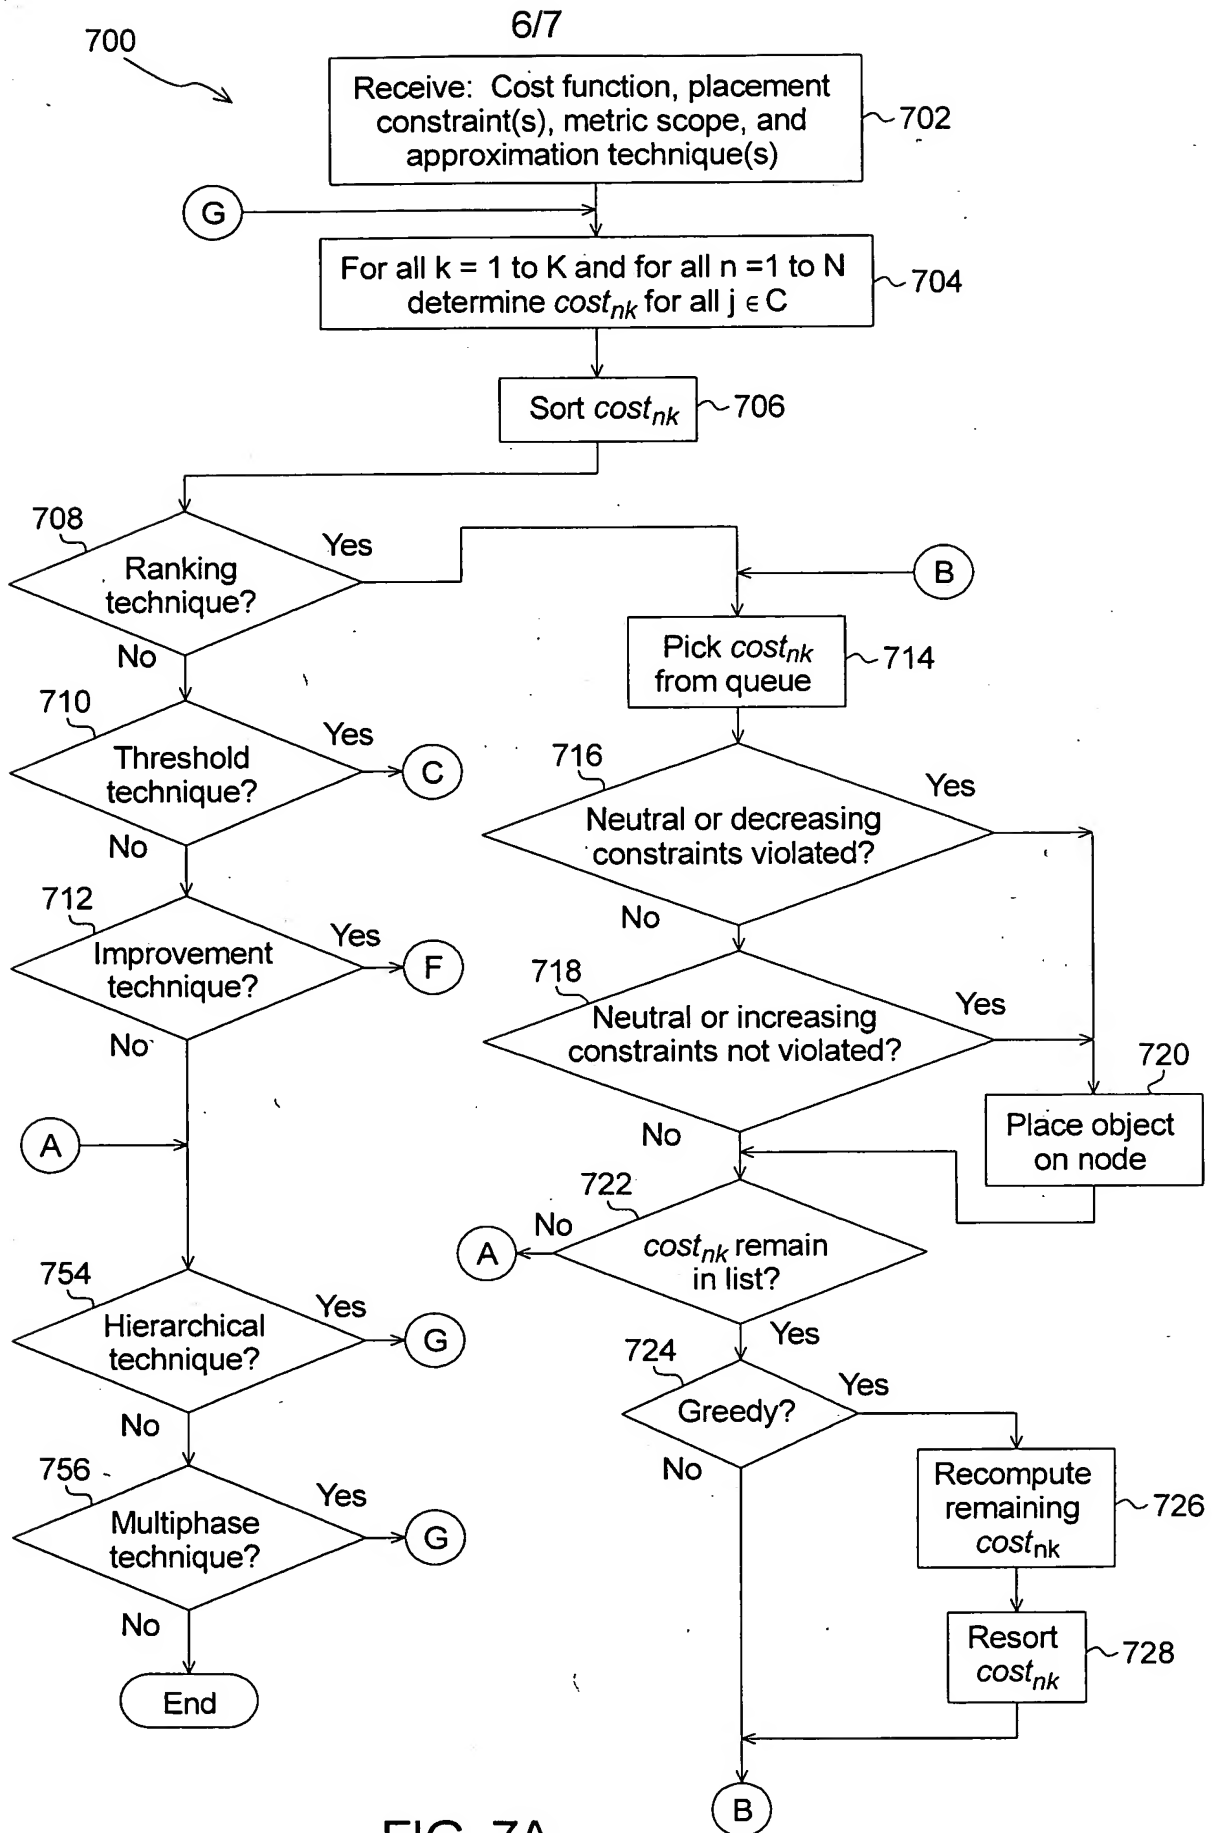 6/7
700
Receive: Cost function, placement
constraint(s), metric scope, and
approximation technique(s)
702
G
For all k = 1 to K and for all n =1 to N
determine cost_nk for all j ∈ C
704
Sort cost_nk
706
708
Ranking
technique?
Yes
No
B
Pick cost_nk
from queue
714
710
Threshold
technique?
Yes
C
No
716
Neutral or decreasing
constraints violated?
Yes
No
712
Improvement
technique?
Yes
F
No
718
Neutral or increasing
constraints not violated?
Yes
No
720
Place object
on node
A
722
cost_nk remain
in list?
No
A
Yes
754
Hierarchical
technique?
Yes
G
No
724
Greedy?
Yes
No
Recompute
remaining
cost_nk
726
756
Multiphase
technique?
Yes
G
No
Resort
cost_nk
728
End
B
FIG. 7A